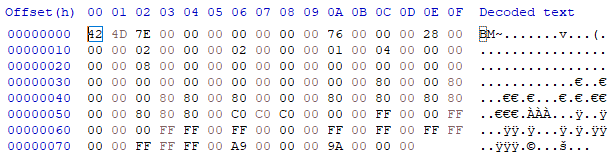 Offset(h) 00 01 02 03 04 05 06 07 08 09 0A 0B 0C 0D 0E 0F Decoded text
00000000 42 4D 7E 00 00 00 00 00 00 00 76 00 00 00 28 00 BM~.......v...(.
00000010 00 00 02 00 00 00 02 00 00 00 01 00 04 00 00 00 ................
00000020 00 00 08 00 00 00 00 00 00 00 00 00 00 00 00 00 ................
00000030 00 00 00 00 00 00 00 00 00 00 00 00 80 00 00 80 ............€..€
00000040 00 00 00 80 80 00 80 00 00 00 80 00 80 00 80 80 ...€€.€...€.€.€€
00000050 00 00 80 80 80 00 C0 C0 C0 00 00 00 FF 00 00 FF ..€€€.ÀÀÀ...ÿ..ÿ
00000060 00 00 00 FF FF 00 FF 00 00 00 FF 00 FF 00 FF FF ...ÿÿ.ÿ...ÿ.ÿ.ÿÿ
00000070 00 00 FF FF FF 00 A9 00 00 00 9A 00 00 00 ..ÿÿÿ.©...š...